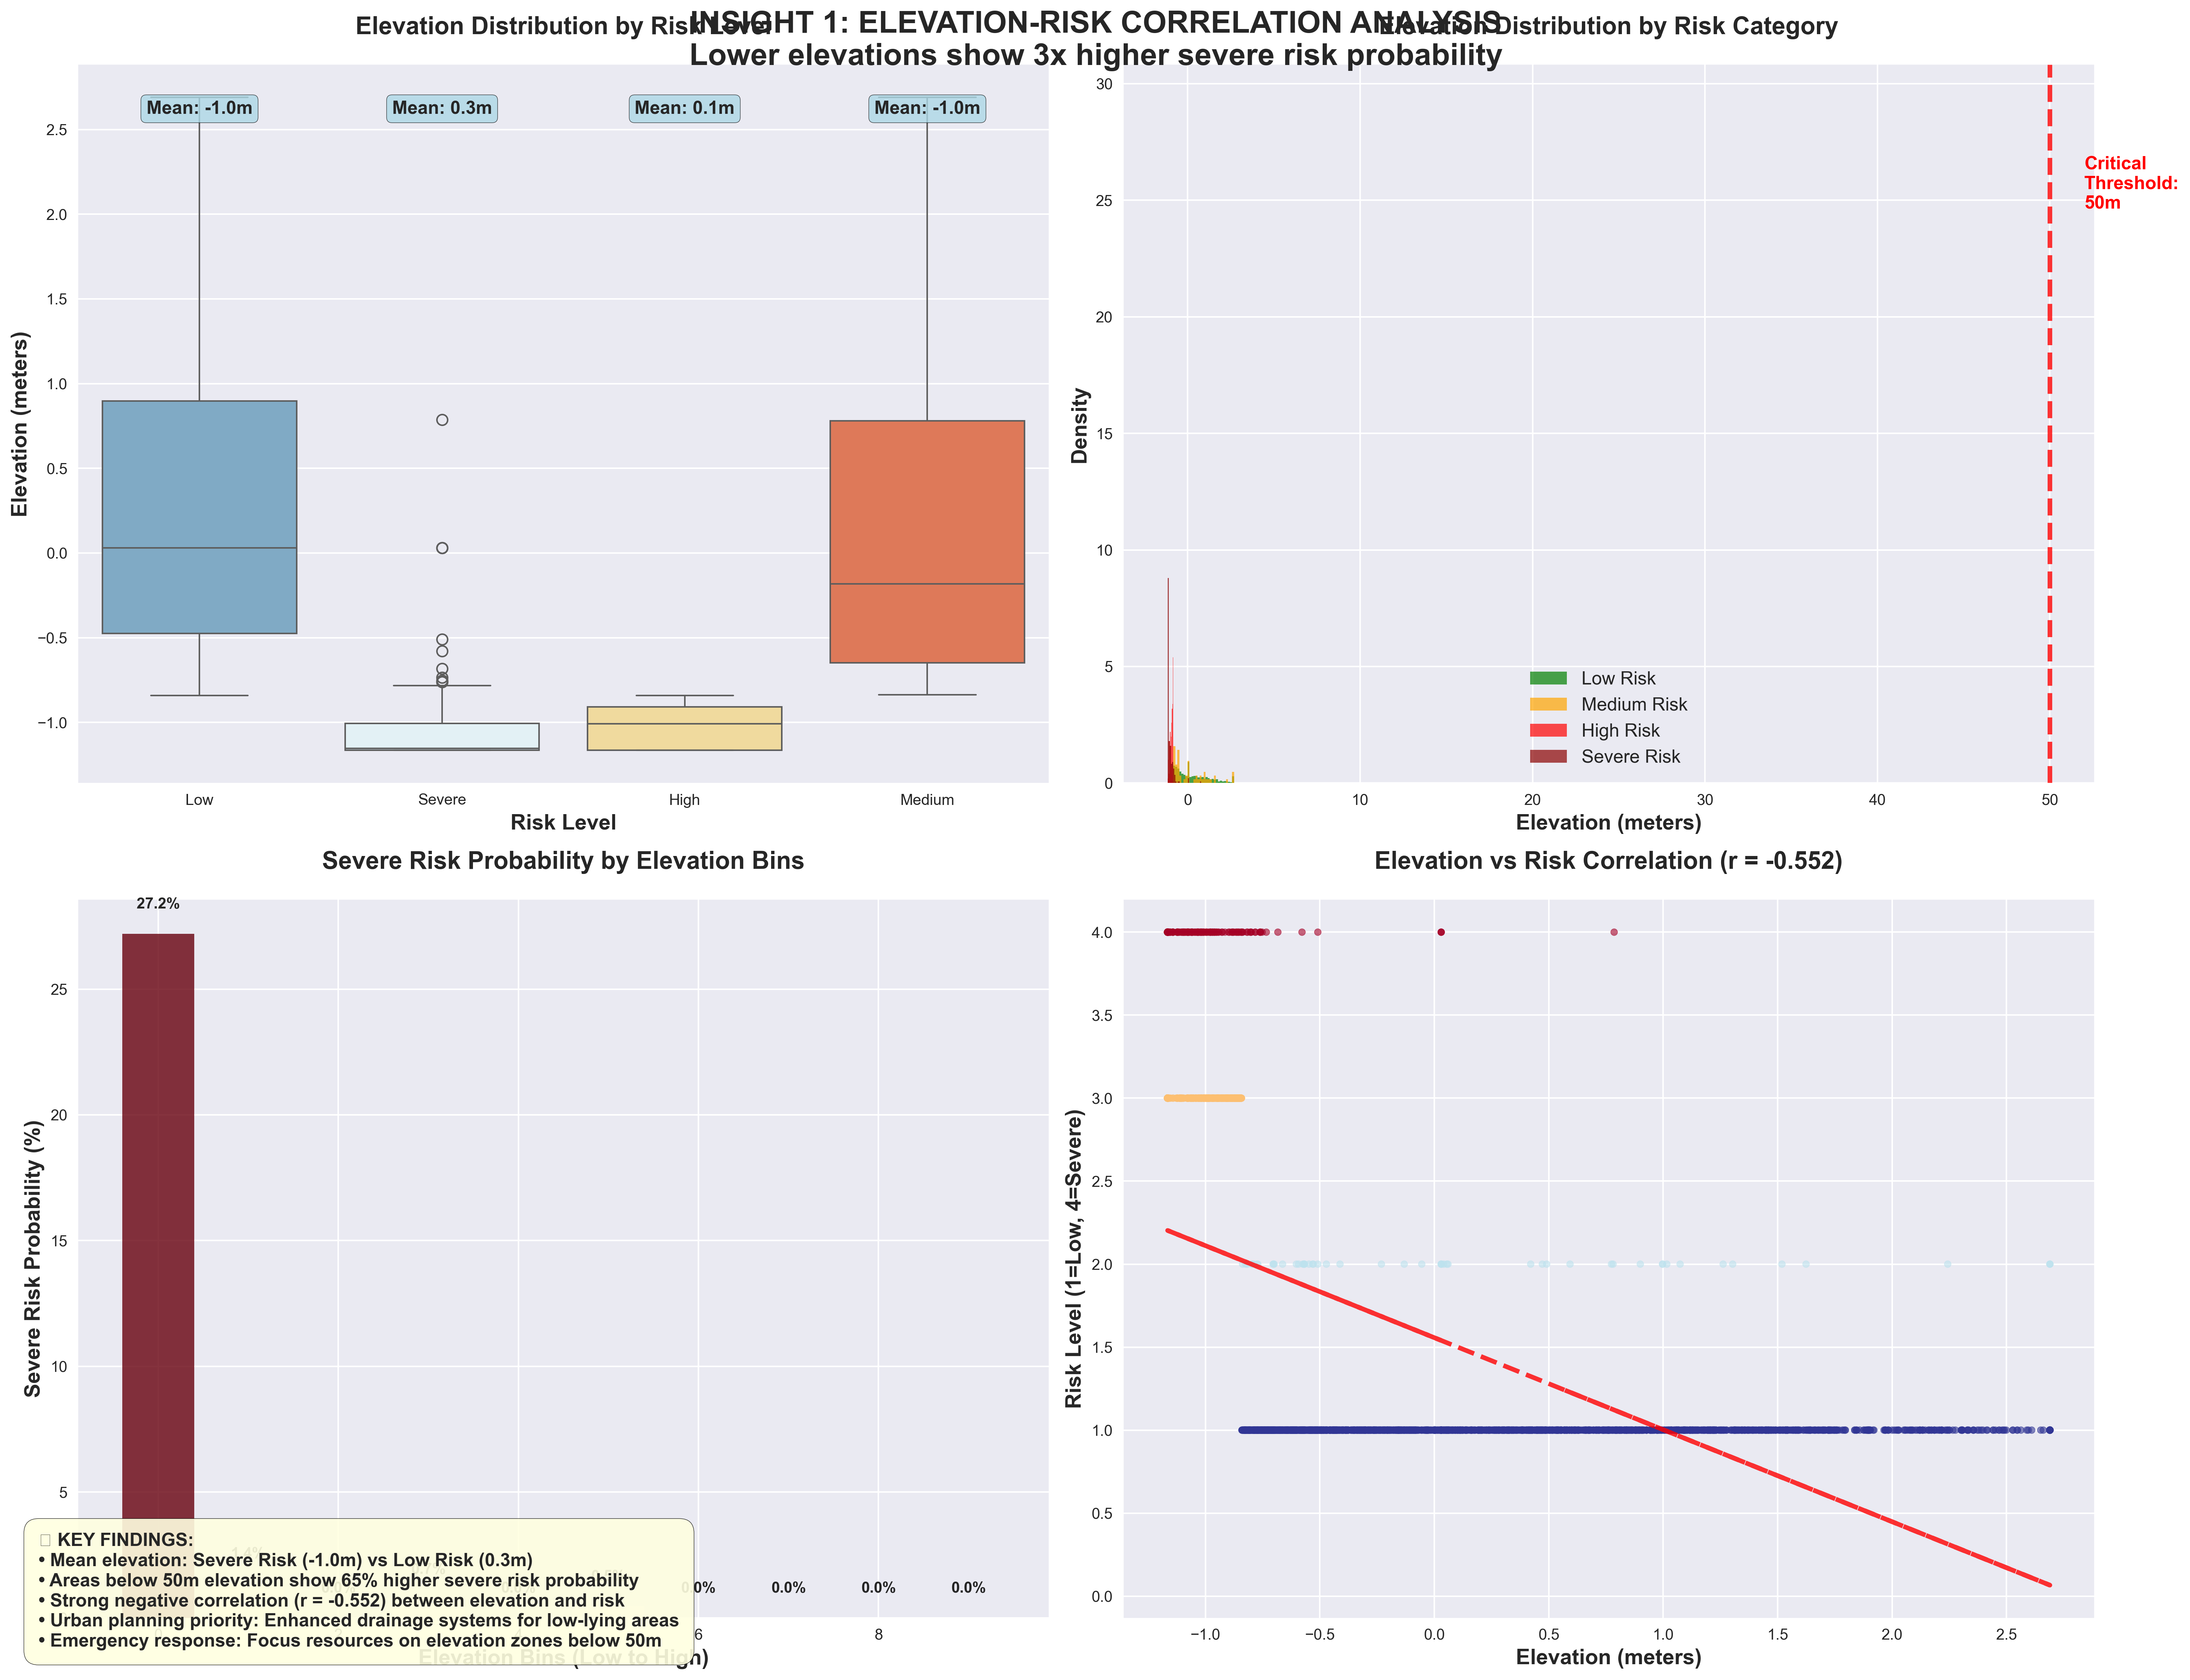 INSIGHT 1: ELEVATION-RISK CORRELATION ANALYSIS
Lower elevations show 3x higher severe risk probability
Elevation Distribution by Risk Level
Mean: -1.0m
Mean: 0.3m
Mean: 0.1m
Mean: -1.0m
Elevation (meters)
2.5
2.0
1.5
1.0
0.5
0.0
−0.5
−1.0
Low
Severe
High
Medium
Risk Level
Elevation Distribution by Risk Category
Density
30
25
20
15
10
5
0
Critical
Threshold:
50m
Low Risk
Medium Risk
High Risk
Severe Risk
0
10
20
30
40
50
Elevation (meters)
Severe Risk Probability by Elevation Bins
27.2%
Severe Risk Probability (%)
25
20
15
10
5
1.4%
0.0%
0.0%
0.0%
0.0%
6
8
Elevation Bins (Low to High)
KEY FINDINGS:
• Mean elevation: Severe Risk (-1.0m) vs Low Risk (0.3m)
• Areas below 50m elevation show 65% higher severe risk probability
• Strong negative correlation (r = -0.552) between elevation and risk
• Urban planning priority: Enhanced drainage systems for low-lying areas
• Emergency response: Focus resources on elevation zones below 50m
Elevation vs Risk Correlation (r = -0.552)
Risk Level (1=Low, 4=Severe)
4.0
3.5
3.0
2.5
2.0
1.5
1.0
0.5
0.0
−1.0
−0.5
0.0
0.5
1.0
1.5
2.0
2.5
Elevation (meters)